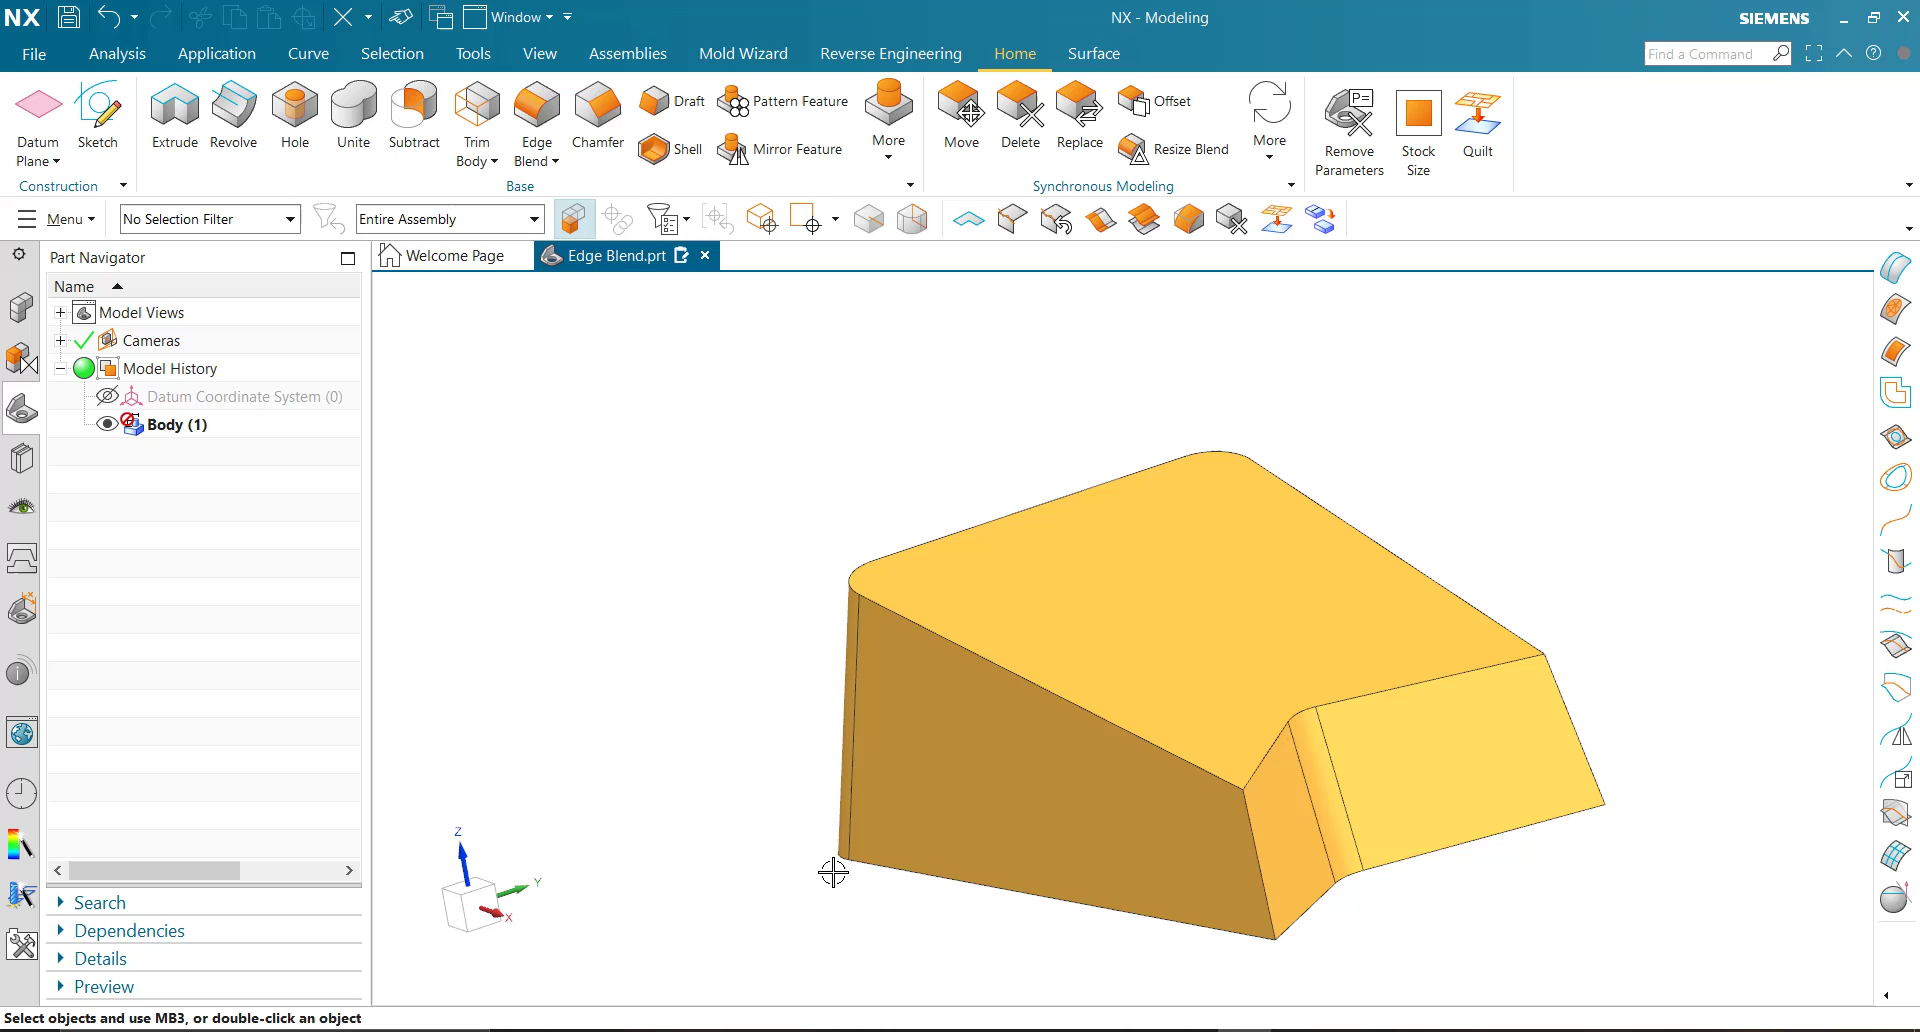 NX
Window
NX - Modeling
SIEMENS
File
Analysis
Application
Curve
Selection
Tools
View
Assemblies
Mold Wizard
Reverse Engineering
Home
Surface
Find a Command
Datum
Plane
Sketch
Extrude
Revolve
Hole
Unite
Subtract
Trim
Body
Edge
Blend
Chamfer
Draft
Shell
Pattern Feature
Mirror Feature
More
Move
Delete
Replace
Offset
Resize Blend
More
P=
Remove
Parameters
Stock
Size
Quilt
Construction
Base
Synchronous Modeling
Menu
No Selection Filter
Entire Assembly
Part Navigator
Welcome Page
Edge Blend.prt
Name
Model Views
Cameras
Model History
Datum Coordinate System (0)
Body (1)
Z
Y
X
Search
Dependencies
Details
Preview
Select objects and use MB3, or double-click an object